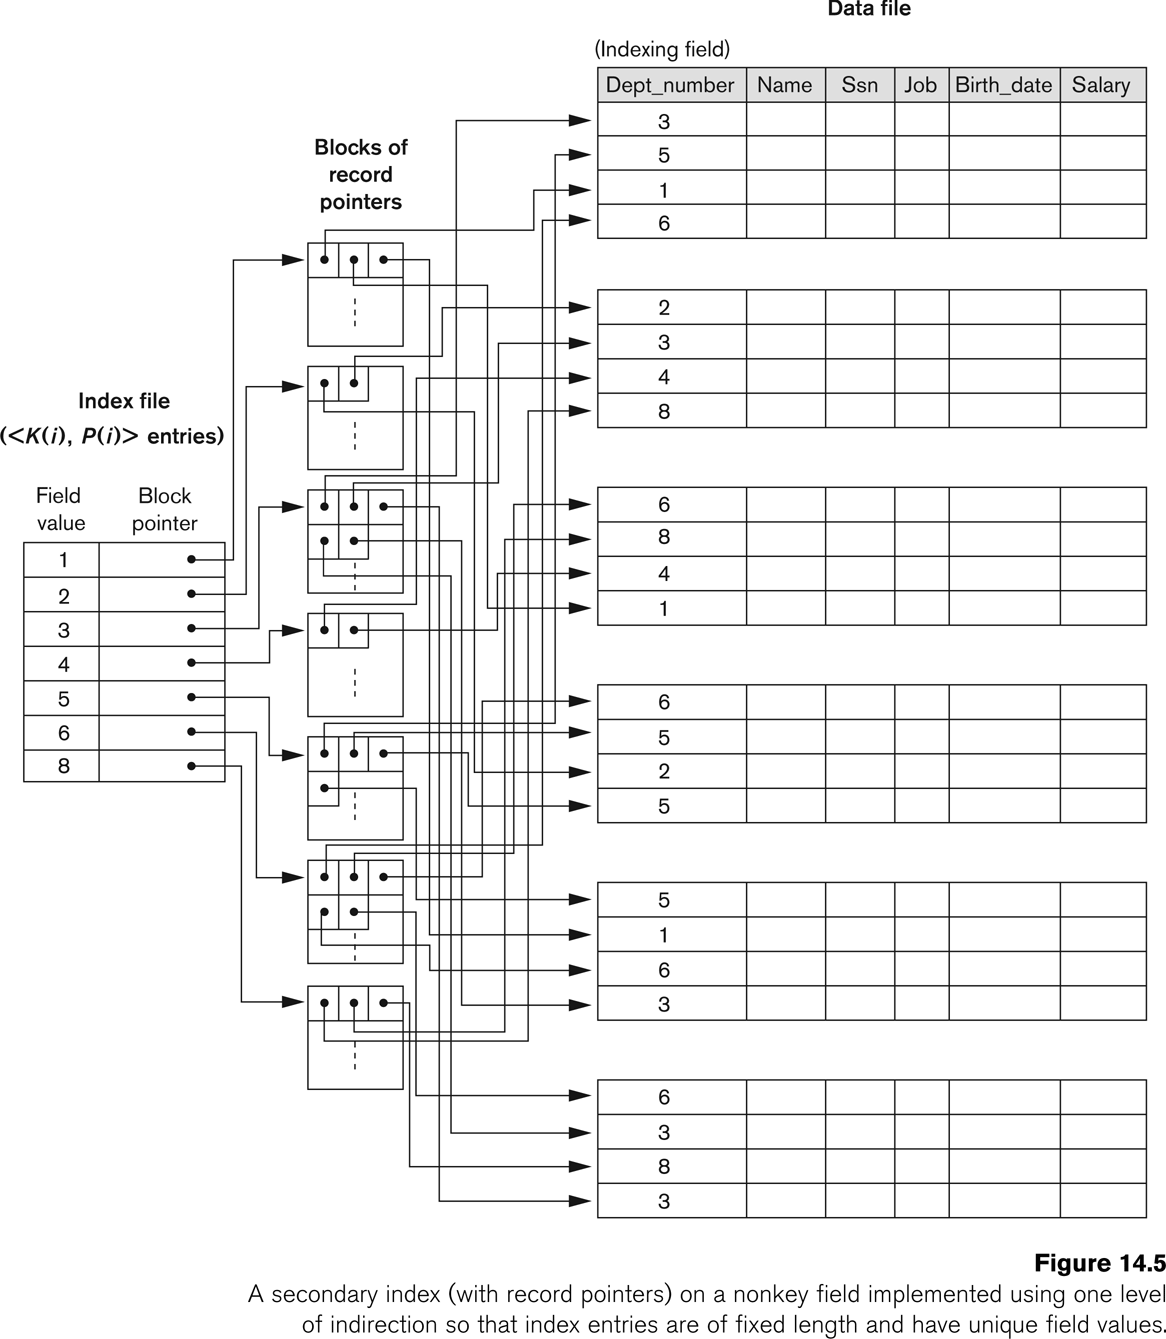 Data file
(Indexing field)
Dept_number Name Ssn Job Birth_date Salary
3
5
1
6
Blocks of
record
pointers
2
3
4
8
Index file
(<K(i), P(i)> entries)
Field
value
Block
pointer
1
2
3
4
5
6
8
6
8
4
1
6
5
2
5
5
1
6
3
6
3
8
3
Figure 14.5
A secondary index (with record pointers) on a nonkey field implemented using one level
of indirection so that index entries are of fixed length and have unique field values.